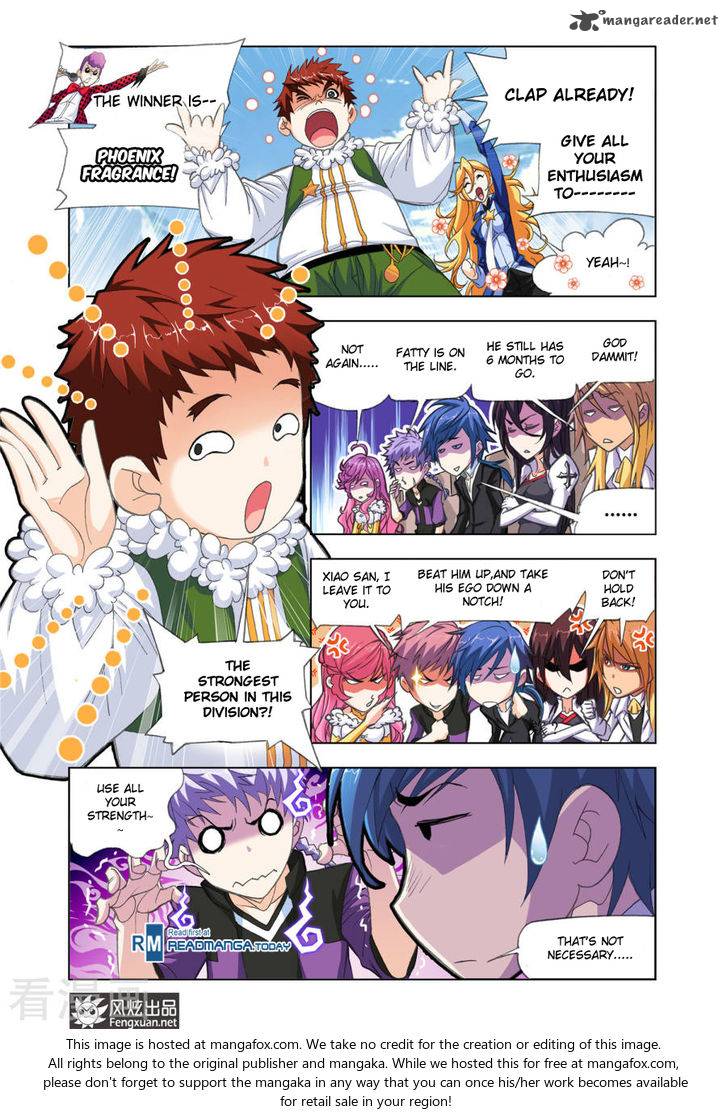 mangareader.net
THE WINNER IS--
PHOENIX
FRAGRANCE!
CLAP ALREADY!
GIVE ALL
YOUR
ENTHUSIASM
TO--------
YEAH~!
NOT
AGAIN.....
FATTY IS ON
THE LINE.
HE STILL HAS
6 MONTHS TO
GO.
GOD
DAMMIT!
......
XIAO SAN, I
LEAVE IT TO
YOU.
BEAT HIM UP,AND TAKE
HIS EGO DOWN A
NOTCH!
DON'T
HOLD
BACK!
THE
STRONGEST
PERSON IN THIS
DIVISION?!
USE ALL
YOUR
STRENGTH~
~
THAT'S NOT
NECESSARY.....
RM
Read first at
READMANGA.TODAY
看漫画
风炫出品
Fengxuan.net
This image is hosted at mangafox.com. We take no credit for the creation or editing of this image.
All rights belong to the original publisher and mangaka. While we hosted this for free at mangafox.com,
please don't forget to support the mangaka in any way that you can once his/her work becomes available
for retail sale in your region!